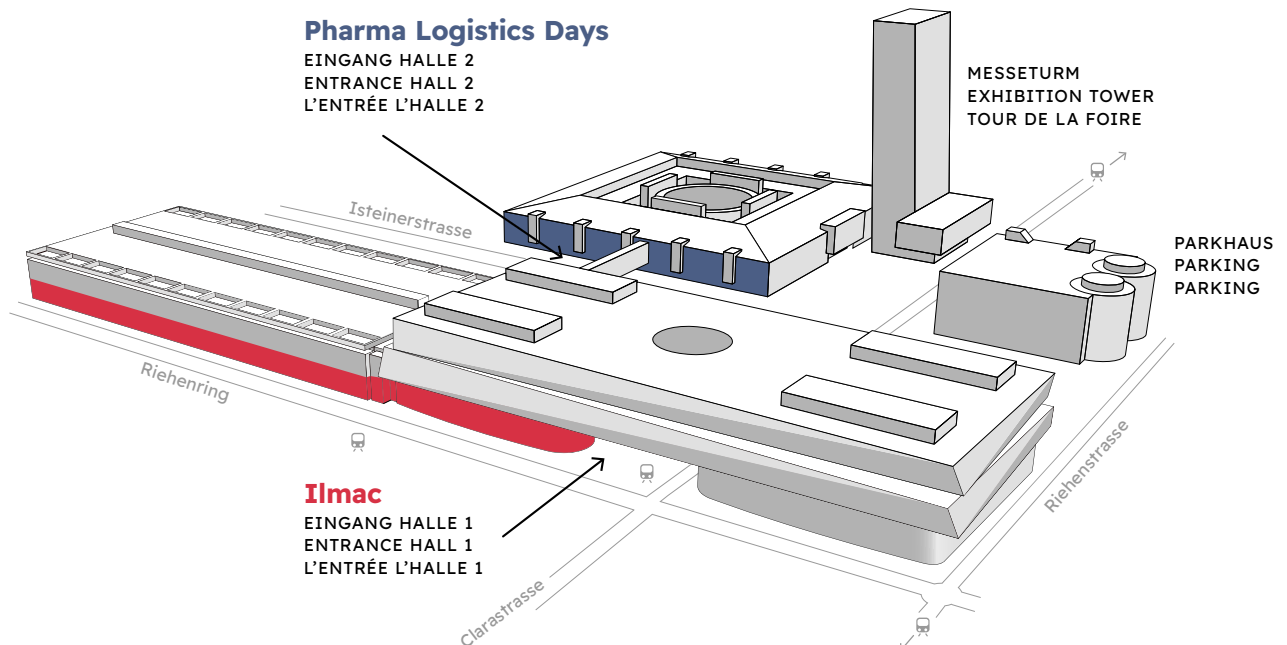 Pharma Logistics Days
EINGANG HALLE 2
ENTRANCE HALL 2
L’ENTRÉE L’HALLE 2
MESSETURM
EXHIBITION TOWER
TOUR DE LA FOIRE
Isteinerstrasse
PARKHAUS
PARKING
PARKING
Riehenring
Ilmac
EINGANG HALLE 1
ENTRANCE HALL 1
L’ENTRÉE L’HALLE 1
Riehenstrasse
Clarastrasse